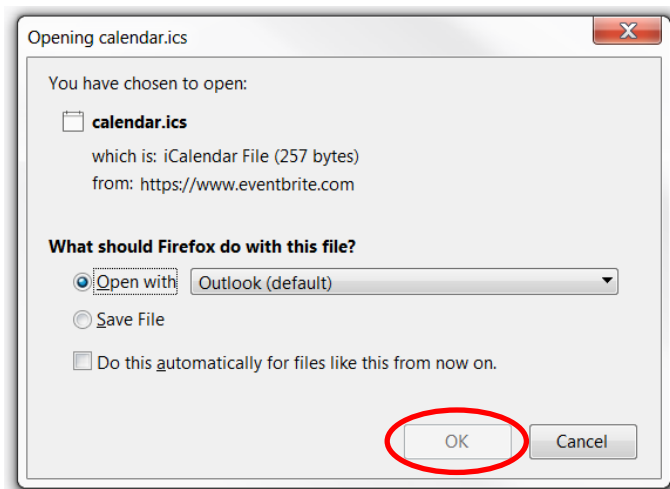 Opening calendar.ics
You have chosen to open:
calendar.ics
which is: iCalendar File (257 bytes)
from: https://www.eventbrite.com
What should Firefox do with this file?
Open with Outlook (default)
Save File
Do this automatically for files like this from now on.
OK Cancel